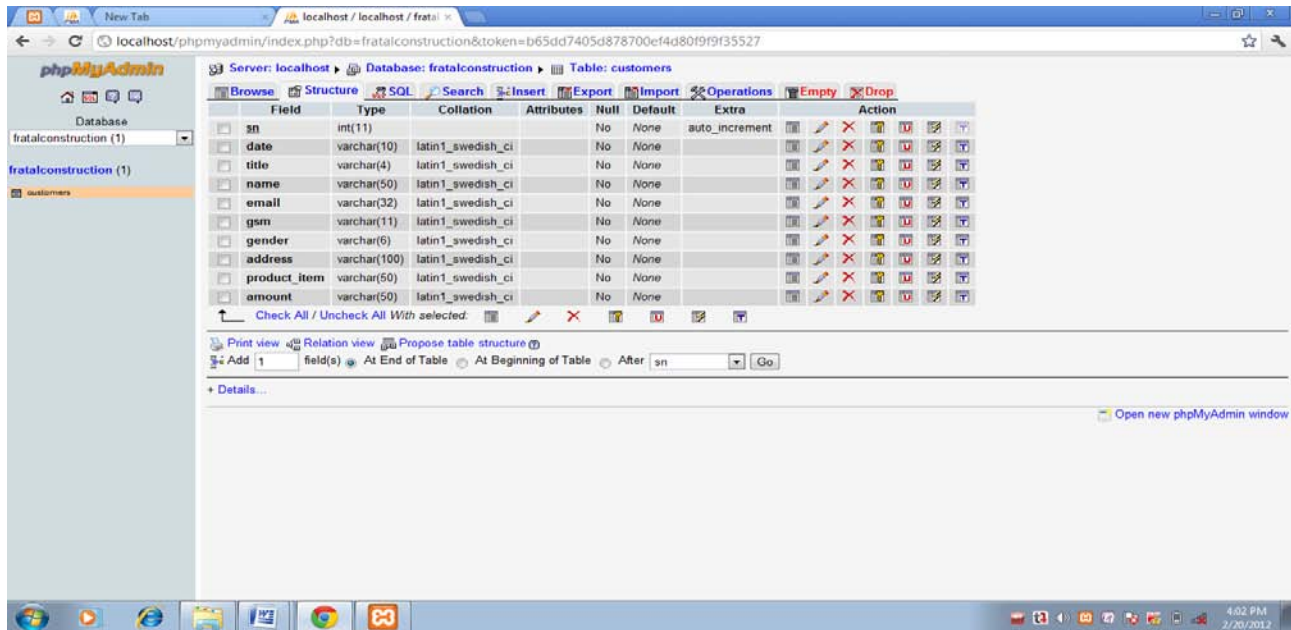 New Tab
localhost / localhost / fratal
localhost/phpmyadmin/index.php?db=fratalconstruction&token=b65dd7405d878700ef4d80f9f9f35527
phpMyAdmin
Database
fratalconstruction (1)
fratalconstruction (1)
customers
Server: localhost Database: fratalconstruction Table: customers
Browse Structure SQL Search Insert Export Import Operations Empty Drop
Field Type Collation Attributes Null Default Extra Action
sn int(11) No None auto_increment
date varchar(10) latin1_swedish_ci No None
title varchar(4) latin1_swedish_ci No None
name varchar(50) latin1_swedish_ci No None
email varchar(32) latin1_swedish_ci No None
gsm varchar(11) latin1_swedish_ci No None
gender varchar(6) latin1_swedish_ci No None
address varchar(100) latin1_swedish_ci No None
product_item varchar(50) latin1_swedish_ci No None
amount varchar(50) latin1_swedish_ci No None
Check All / Uncheck All With selected:
Print view Relation view Propose table structure
Add 1 field(s) At End of Table At Beginning of Table After sn Go
+ Details...
Open new phpMyAdmin window
4:02 PM
2/20/2012